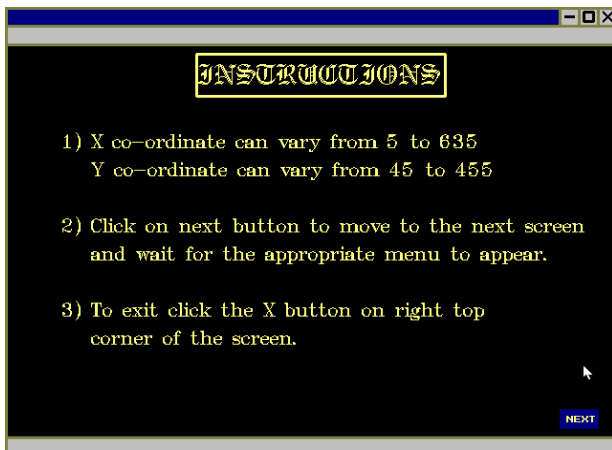 INSTRUCTIONS
1) X co-ordinate can vary from 5 to 635
Y co-ordinate can vary from 45 to 455
2) Click on next button to move to the next screen
and wait for the appropriate menu to appear.
3) To exit click the X button on right top
corner of the screen.
NEXT